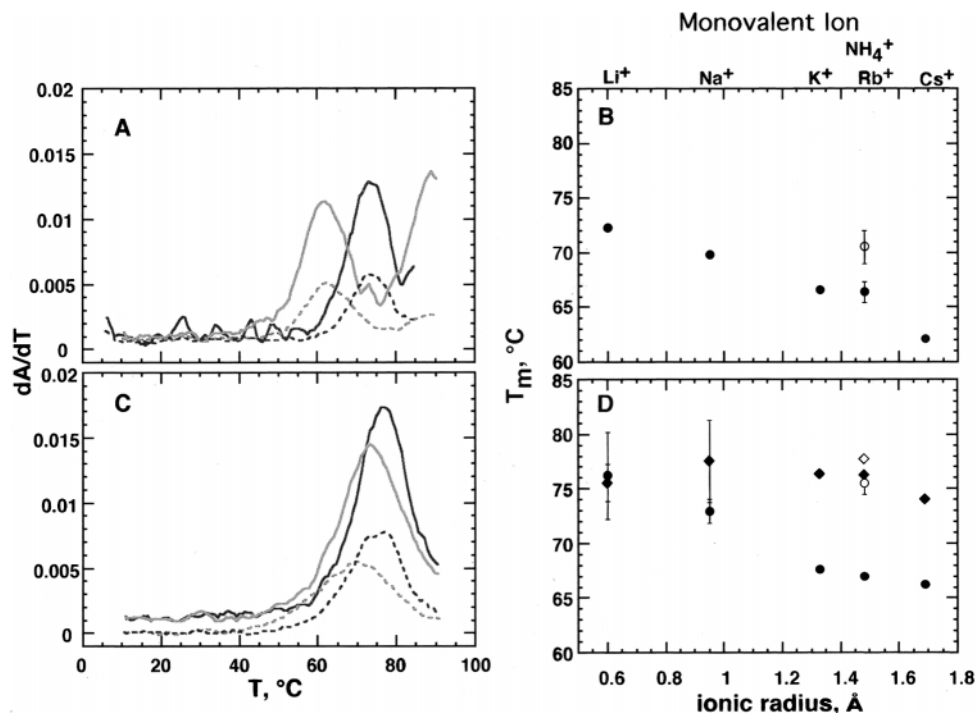 Monovalent Ion
NH₄⁺
Li⁺ Na⁺ K⁺ Rb⁺ Cs⁺
0.02
0.015
0.01
0.005
0
A
85
80
75
70
65
60
B
0.02
0.015
0.01
0.005
0
C
0 20 40 60 80 100
T, °C
dA/dT
Tₘ, °C
85
80
75
70
65
60
D
0.6 0.8 1 1.2 1.4 1.6 1.8
ionic radius, Å